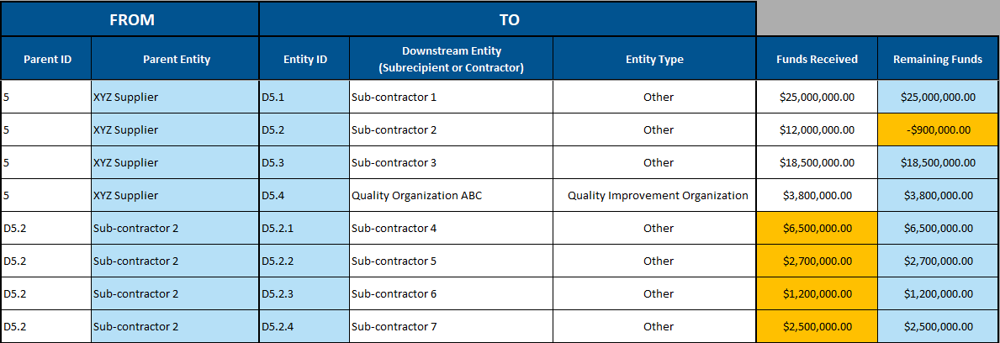 FROM TO
Parent ID Parent Entity Entity ID Downstream Entity (Subrecipient or Contractor) Entity Type Funds Received Remaining Funds
5 XYZ Supplier D5.1 Sub-contractor 1 Other $25,000,000.00 $25,000,000.00
5 XYZ Supplier D5.2 Sub-contractor 2 Other $12,000,000.00 -$900,000.00
5 XYZ Supplier D5.3 Sub-contractor 3 Other $18,500,000.00 $18,500,000.00
5 XYZ Supplier D5.4 Quality Organization ABC Quality Improvement Organization $3,800,000.00 $3,800,000.00
D5.2 Sub-contractor 2 D5.2.1 Sub-contractor 4 Other $6,500,000.00 $6,500,000.00
D5.2 Sub-contractor 2 D5.2.2 Sub-contractor 5 Other $2,700,000.00 $2,700,000.00
D5.2 Sub-contractor 2 D5.2.3 Sub-contractor 6 Other $1,200,000.00 $1,200,000.00
D5.2 Sub-contractor 2 D5.2.4 Sub-contractor 7 Other $2,500,000.00 $2,500,000.00